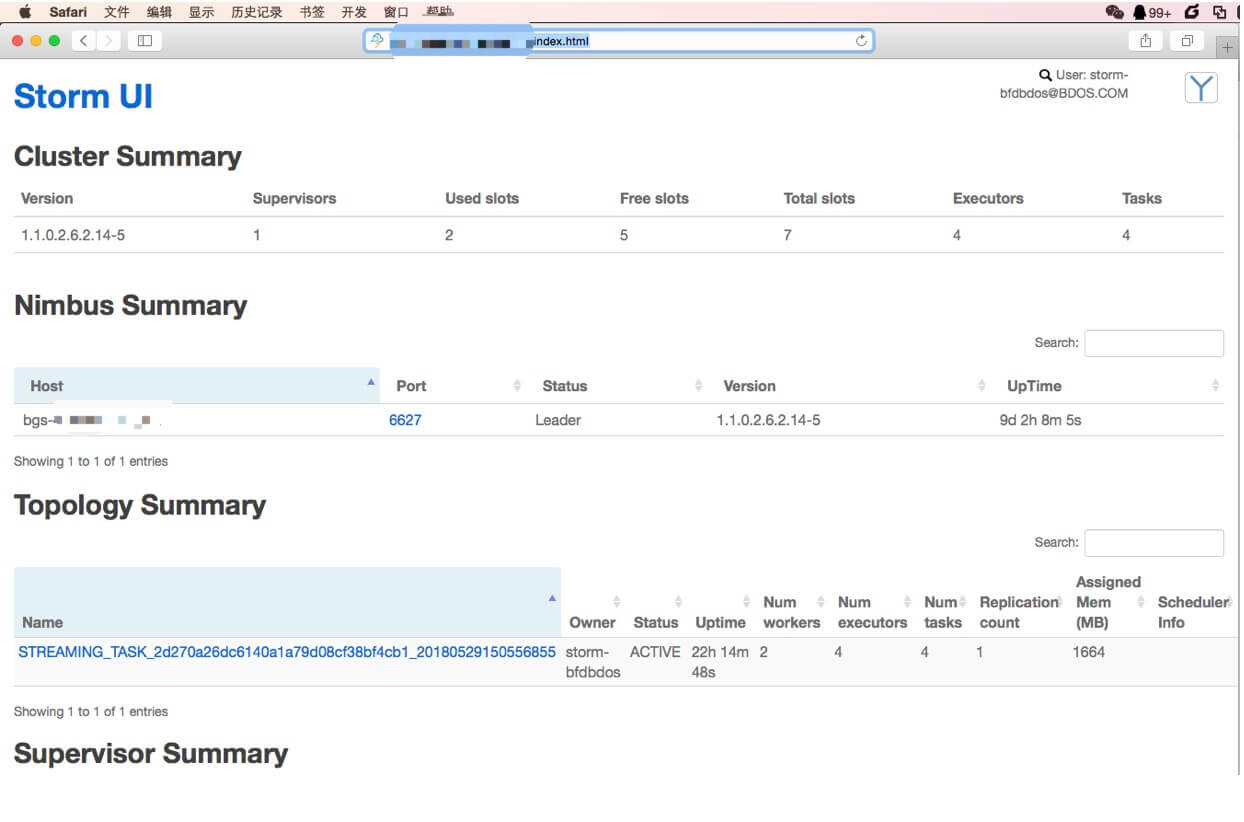 Safari 文件 编辑 显示 历史记录 书签 开发 窗口 帮助 99+
index.html
Storm UI
User: storm-
bfdbdos@BDOS.COM
Cluster Summary
Version Supervisors Used slots Free slots Total slots Executors Tasks
1.1.0.2.6.2.14-5 1 2 5 7 4 4
Nimbus Summary
Search:
Host Port Status Version UpTime
bgs- 6627 Leader 1.1.0.2.6.2.14-5 9d 2h 8m 5s
Showing 1 to 1 of 1 entries
Topology Summary
Search:
Assigned
Num Num Num Replication Mem Scheduler
Name Owner Status Uptime workers executors tasks count (MB) Info
STREAMING_TASK_2d270a26dc6140a1a79d08cf38bf4cb1_20180529150556855 storm- ACTIVE 22h 14m 2 4 4 1 1664
bfdbdos 48s
Showing 1 to 1 of 1 entries
Supervisor Summary